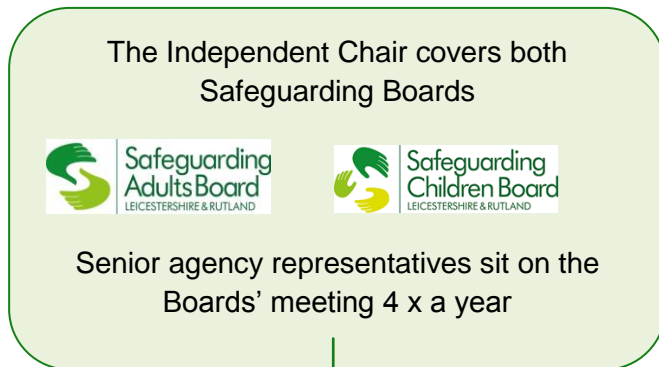 The Independent Chair covers both
Safeguarding Boards
Safeguarding
Adults Board
LEICESTERSHIRE & RUTLAND
Safeguarding
Children Board
LEICESTERSHIRE & RUTLAND
Senior agency representatives sit on the
Boards’ meeting 4 x a year